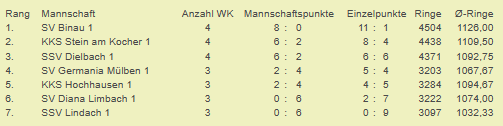 Rang Mannschaft Anzahl WK Mannschaftspunkte Einzelpunkte Ringe Ø-Ringe
1. SV Binau 1 4 8 : 0 11 : 1 4504 1126,00
2. KKS Stein am Kocher 1 4 6 : 2 8 : 4 4438 1109,50
3. SSV Dielbach 1 4 6 : 2 6 : 6 4371 1092,75
4. SV Germania Mülben 1 3 2 : 4 5 : 4 3203 1067,67
5. KKS Hochhausen 1 3 2 : 4 4 : 5 3284 1094,67
6. SV Diana Limbach 1 3 0 : 6 2 : 7 3222 1074,00
7. SSV Lindach 1 3 0 : 6 0 : 9 3097 1032,33